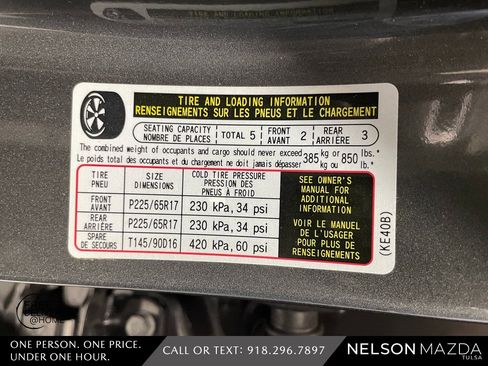 TIRE AND LOADING INFORMATION
RENSEIGNEMENTS SUR LES PNEUS ET LE CHARGEMENT
SEATING CAPACITY
NOMBRE DE PLACES
TOTAL 5
FRONT
AVANT
2
REAR
ARRIÈRE
3
The combined weight of occupants and cargo should never exceed
Le poids total des occupants et du chargement ne doit jamais dépasser
385 kg or/kg ou 850 lbs.*/lb.*
TIRE
PNEU
SIZE
DIMENSIONS
COLD TIRE PRESSURE
PRESSION DES
PNEUS À FROID
FRONT
AVANT
P225/65R17
230 kPa, 34 psi
REAR
ARRIÈRE
P225/65R17
230 kPa, 34 psi
SPARE
DE SECOURS
T145/90D16
420 kPa, 60 psi
SEE OWNER'S
MANUAL FOR
ADDITIONAL
INFORMATION
VOIR LE MANUEL
DE L'USAGER
POUR PLUS DE
RENSEIGNEMENTS
(KE40B)
@HOME
ONE PERSON. ONE PRICE.
UNDER ONE HOUR.
CALL OR TEXT: 918.296.7897
NELSON MAZDA
TULSA